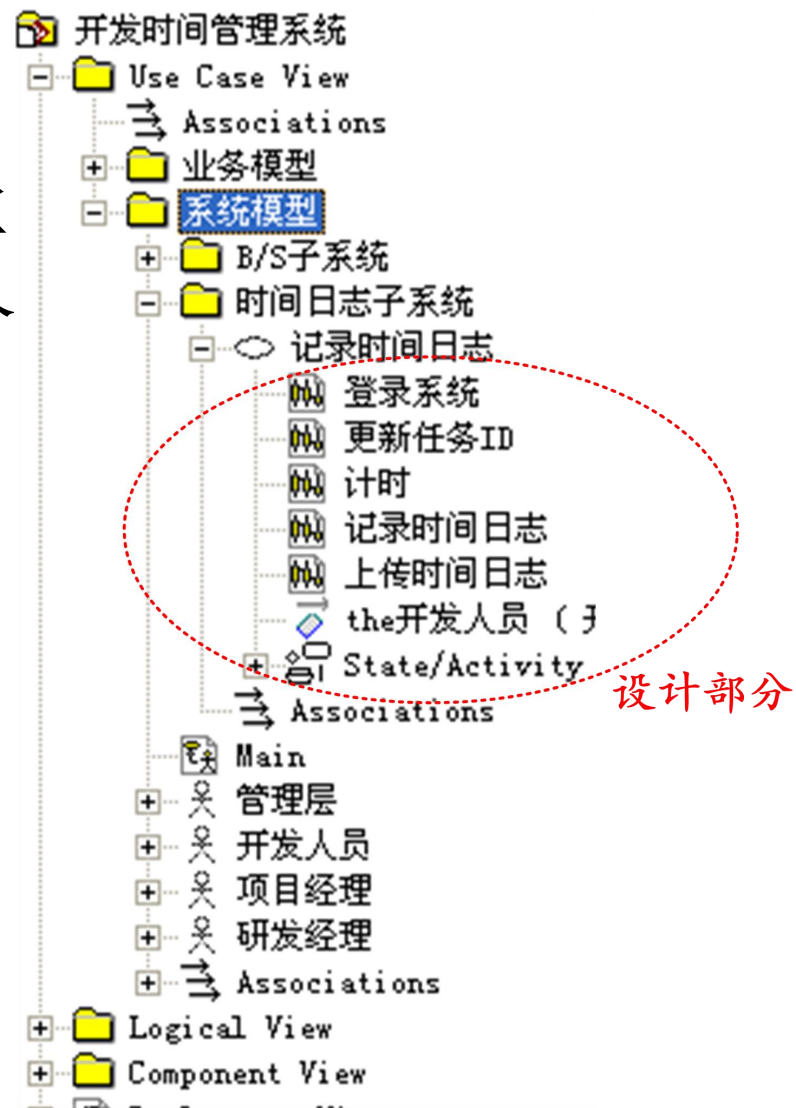 开发时间管理系统
Use Case View
Associations
业务模型
系统模型
B/S子系统
时间日志子系统
记录时间日志
登录系统
更新任务ID
计时
记录时间日志
上传时间日志
the开发人员 (
State/Activity
设计部分
Associations
Main
管理层
开发人员
项目经理
研发经理
Associations
Logical View
Component View